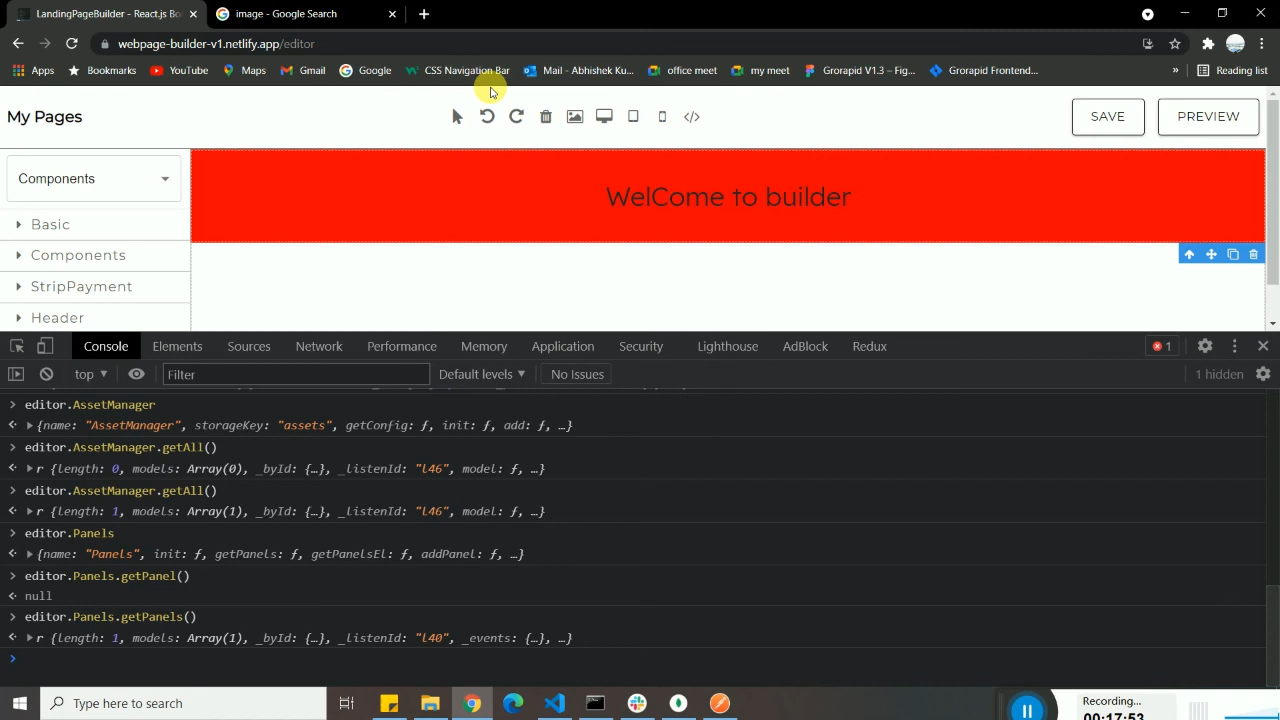 LandingPageBuilder - React.js Bo
image - Google Search
webpage-builder-v1.netlify.app/editor
Apps Bookmarks YouTube Maps Gmail Google CSS Navigation Bar Mail - Abhishek Ku... office meet my meet Grorapid V1.3 – Fig... Grorapid Frontend... » Reading list
My Pages
SAVE PREVIEW
Components
Basic
Components
StripPayment
Header
WelCome to builder
Console Elements Sources Network Performance Memory Application Security Lighthouse AdBlock Redux 1
top Filter Default levels No Issues 1 hidden
> editor.AssetManager
{name: "AssetManager", storageKey: "assets", getConfig: ƒ, init: ƒ, add: ƒ, …}
> editor.AssetManager.getAll()
r {length: 0, models: Array(0), _byId: {…}, _listenId: "l46", model: ƒ, …}
> editor.AssetManager.getAll()
r {length: 1, models: Array(1), _byId: {…}, _listenId: "l46", model: ƒ, …}
> editor.Panels
{name: "Panels", init: ƒ, getPanels: ƒ, getPanelsEl: ƒ, addPanel: ƒ, …}
> editor.Panels.getPanel()
null
> editor.Panels.getPanels()
r {length: 1, models: Array(1), _byId: {…}, _listenId: "l40", _events: {…}, …}
>
Type here to search
Recording...
00:17:53